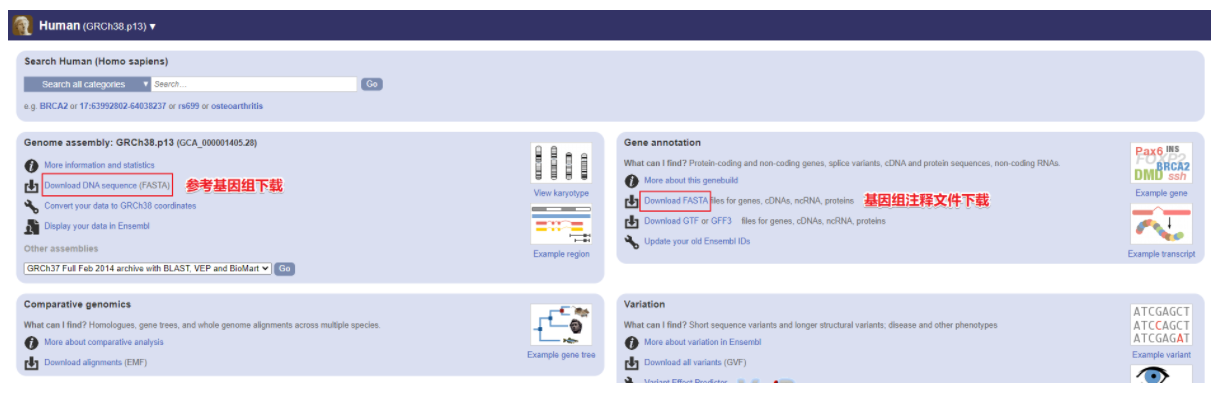 Human (GRCh38.p13) ▼
Search Human (Homo sapiens)
Search all categories ▼ Search... Go
e.g. BRCA2 or 17:63992802-64038237 or rs699 or osteoarthritis
Genome assembly: GRCh38.p13 (GCA_000001405.28)
More information and statistics
Download DNA sequence (FASTA) 参考基因组下载
Convert your data to GRCh38 coordinates
Display your data in Ensembl
Other assemblies
GRCh37 Full Feb 2014 archive with BLAST, VEP and BioMart Go
View karyotype
Example region
Gene annotation
What can I find? Protein-coding and non-coding genes, splice variants, cDNA and protein sequences, non-coding RNAs.
More about this genebuild
Download FASTA files for genes, cDNAs, ncRNA, proteins 基因组注释文件下载
Download GTF or GFF3 files for genes, cDNAs, ncRNA, proteins
Update your old Ensembl IDs
Pax6 INS
FOXP2
BRCA2
DMD ssh
Example gene
Example transcript
Comparative genomics
What can I find? Homologues, gene trees, and whole genome alignments across multiple species.
More about comparative analysis
Download alignments (EMF)
Example gene tree
Variation
What can I find? Short sequence variants and longer structural variants; disease and other phenotypes
More about variation in Ensembl
Download all variants (GVF)
Variant Effect Predictor
ATCGAGCT
ATCCAGCT
ATCGAGAT
Example variant